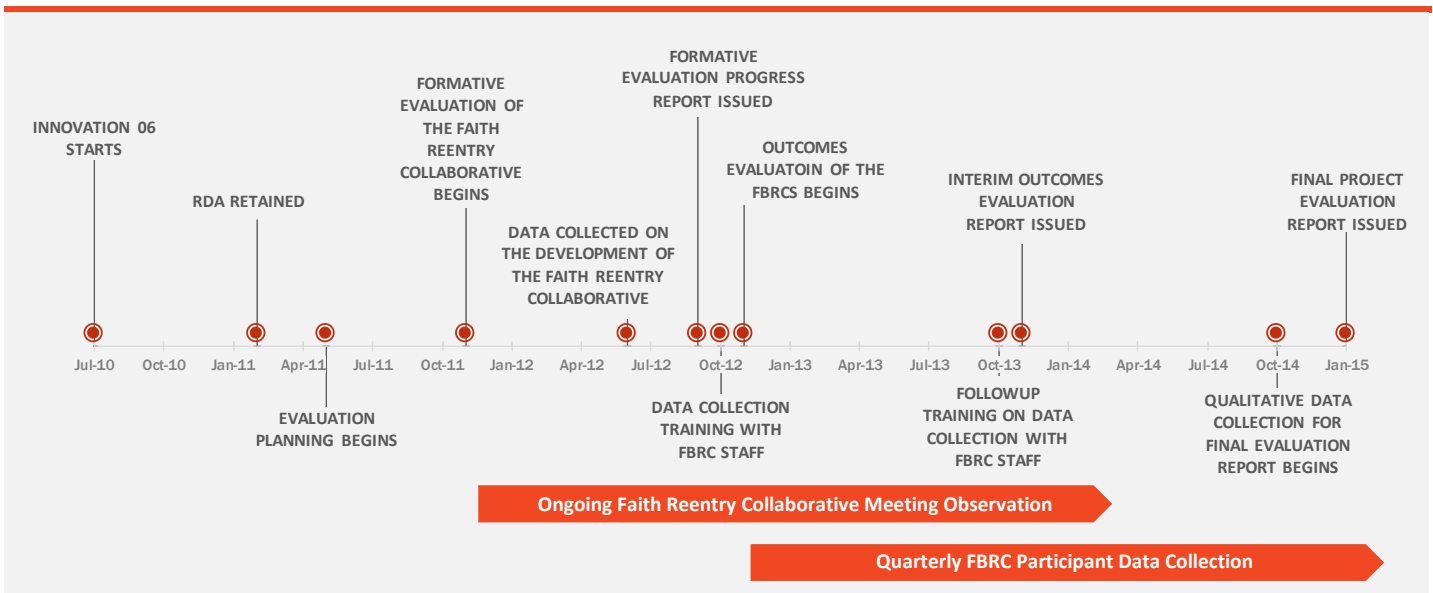 FORMATIVE
EVALUATION PROGRESS
REPORT ISSUED
FORMATIVE
EVALUATION OF
THE FAITH
REENTRY
COLLABORATIVE
BEGINS
INNOVATION 06
STARTS
OUTCOMES
EVALUATOIN OF THE
FBRCS BEGINS
INTERIM OUTCOMES
EVALUATION
REPORT ISSUED
FINAL PROJECT
EVALUATION
REPORT ISSUED
RDA RETAINED
DATA COLLECTED ON
THE DEVELOPMENT OF
THE FAITH REENTRY
COLLABORATIVE
Jul-10 Oct-10 Jan-11 Apr-11 Jul-11 Oct-11 Jan-12 Apr-12 Jul-12 Oct-12 Jan-13 Apr-13 Jul-13 Oct-13 Jan-14 Apr-14 Jul-14 Oct-14 Jan-15
EVALUATION
PLANNING BEGINS
DATA COLLECTION
TRAINING WITH
FBRC STAFF
FOLLOWUP
TRAINING ON DATA
COLLECTION WITH
FBRC STAFF
QUALITATIVE DATA
COLLECTION FOR
FINAL EVALUATION
REPORT BEGINS
Ongoing Faith Reentry Collaborative Meeting Observation
Quarterly FBRC Participant Data Collection